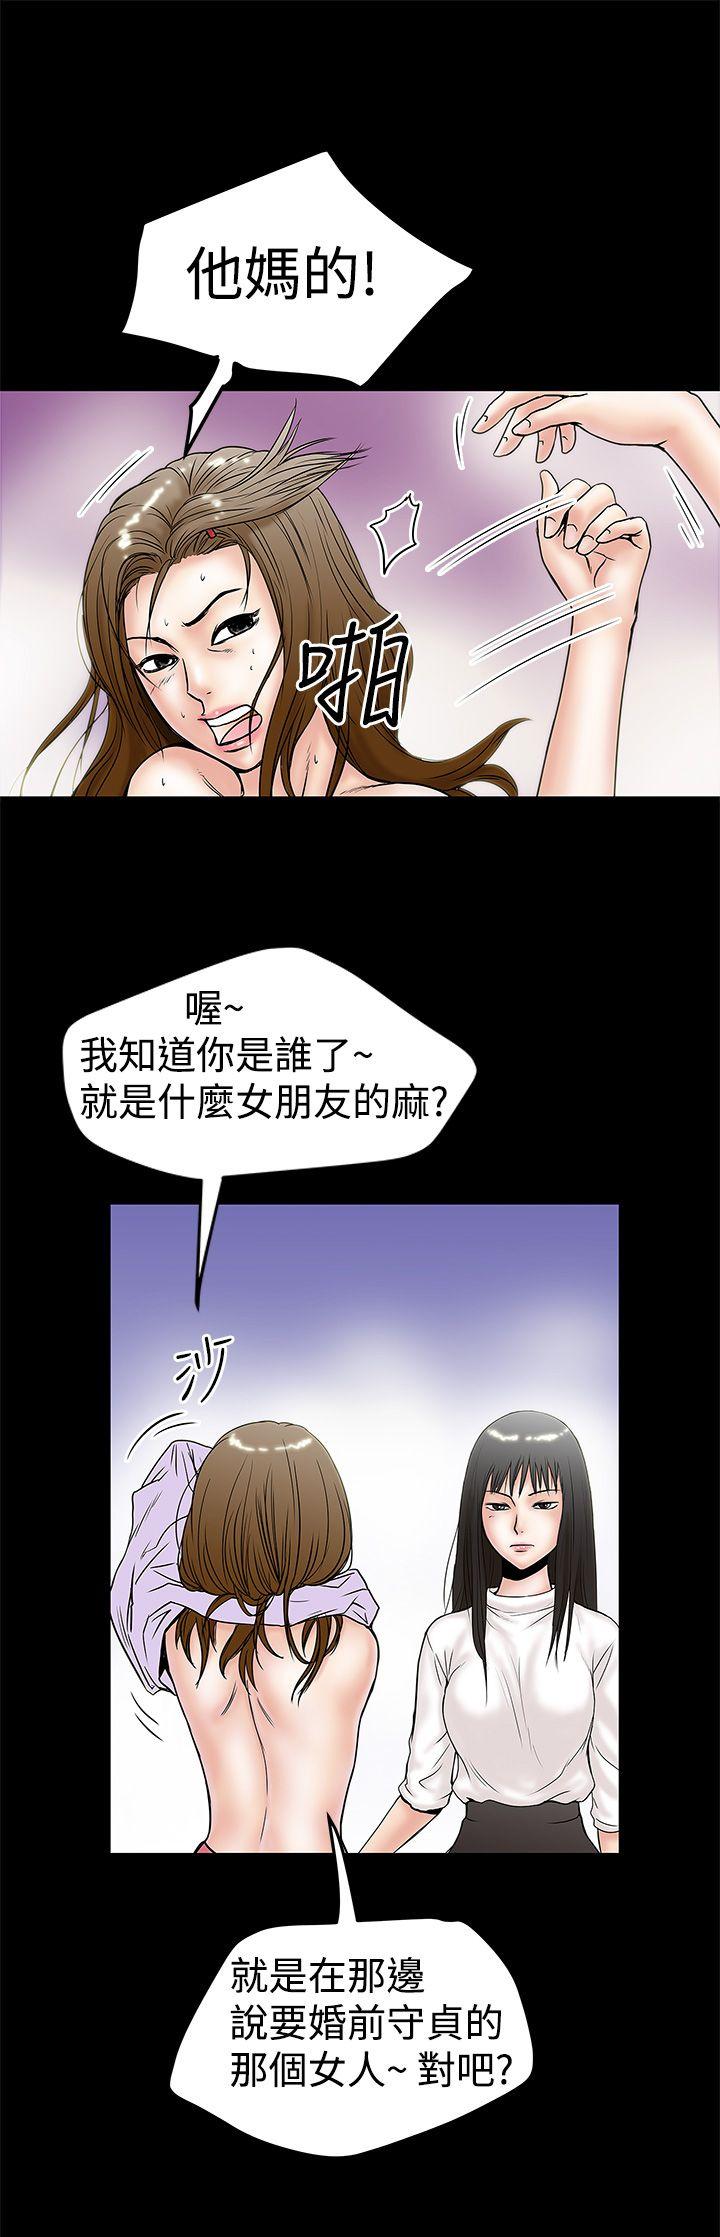 他媽的!
啪
喔~
我知道你是誰了~
就是什麼女朋友的麻?
沙
就是在那邊
說要婚前守貞的
那個女人~ 對吧?